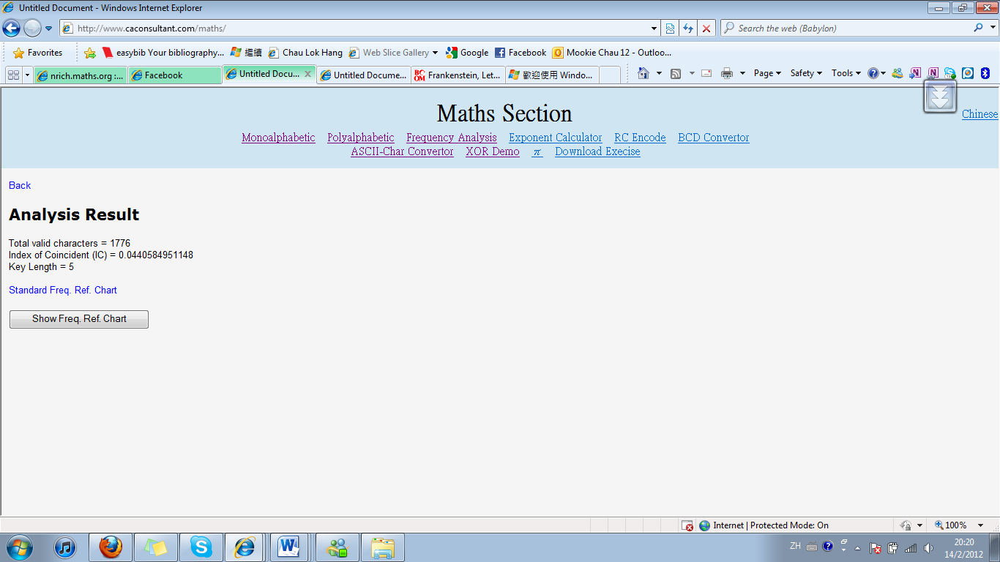 Untitled Document - Windows Internet Explorer
http://www.caconsultant.com/maths/
Search the web (Babylon)
Favorites easybib Your bibliography... 繼續 Chau Lok Hang Web Slice Gallery Google Facebook Mookie Chau 12 - Outloo...
nrich.maths.org :... Facebook Untitled Docu... Untitled Docume... BC OM Frankenstein, Let... 歡迎使用 Windo... Page Safety Tools
Maths Section
Chinese
Monoalphabetic Polyalphabetic Frequency Analysis Exponent Calculator RC Encode BCD Convertor
ASCII-Char Convertor XOR Demo π Download Execise
Back
Analysis Result
Total valid characters = 1776
Index of Coincident (IC) = 0.0440584951148
Key Length = 5
Standard Freq. Ref. Chart
Show Freq. Ref. Chart
Internet | Protected Mode: On 100%
ZH 20:20
14/2/2012